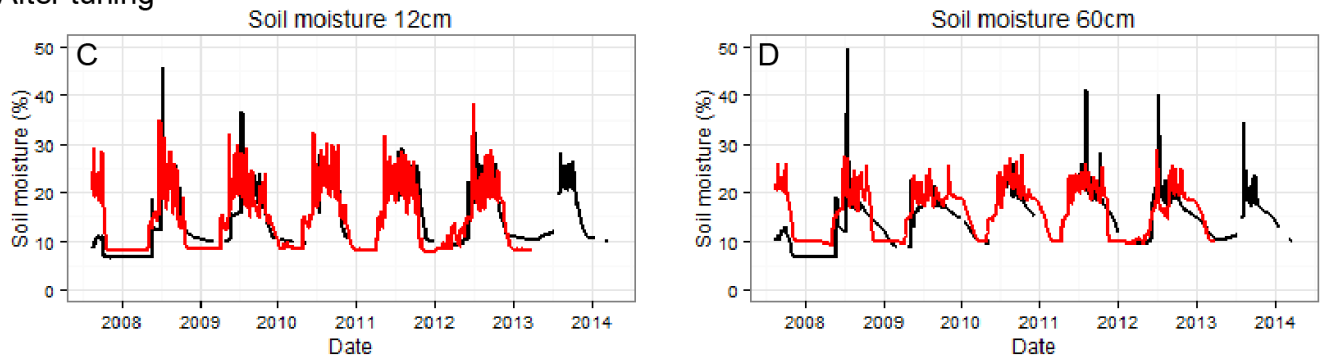 After tuning
Soil moisture 12cm
C
50
40
30
20
10
0
Soil moisture (%)
2008 2009 2010 2011 2012 2013 2014
Date
Soil moisture 60cm
D
50
40
30
20
10
0
Soil moisture (%)
2008 2009 2010 2011 2012 2013 2014
Date